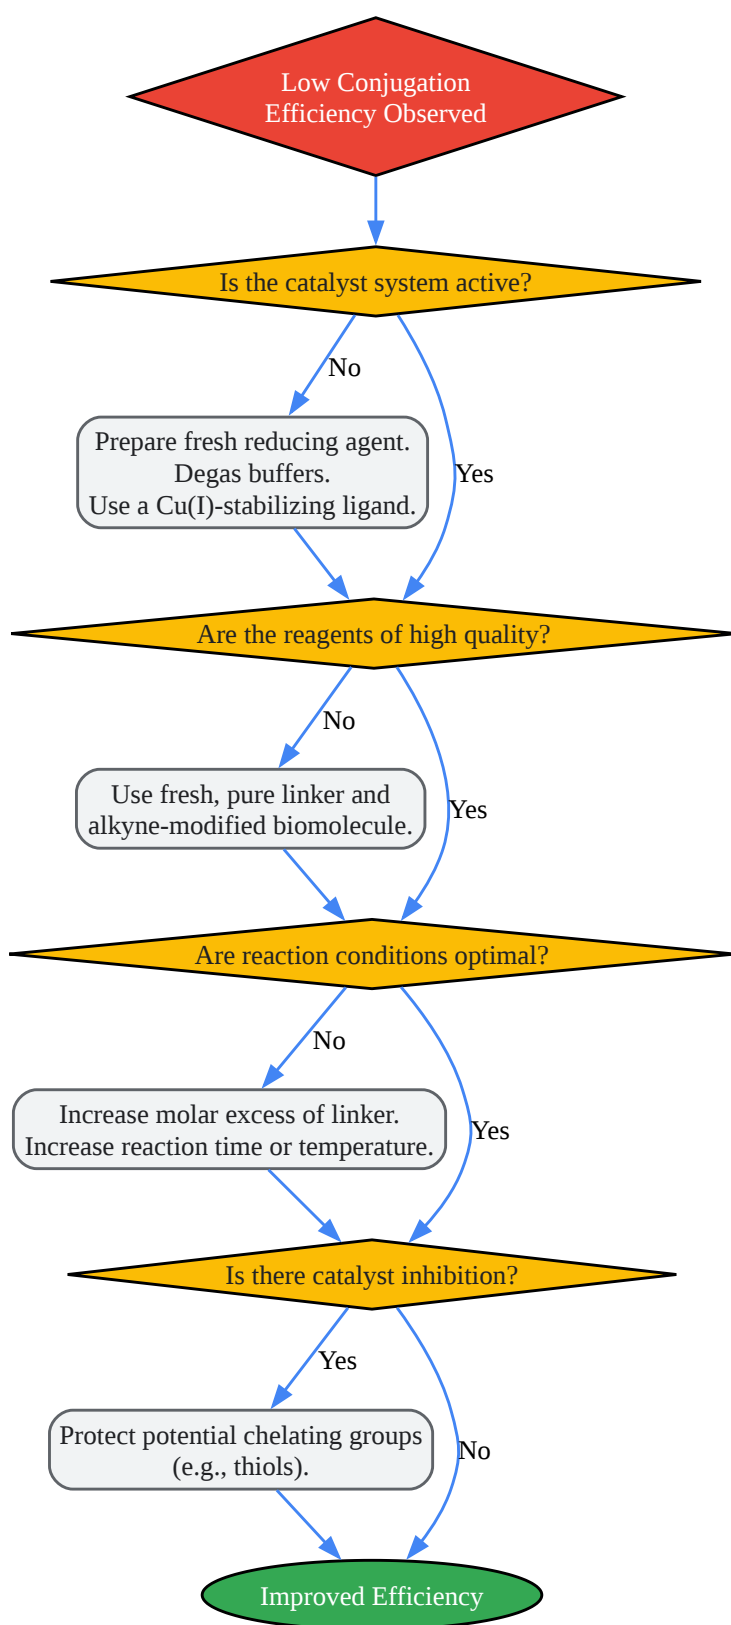 Low Conjugation
Efficiency Observed
Is the catalyst system active?
No
Prepare fresh reducing agent.
Degas buffers.
Use a Cu(I)-stabilizing ligand.
Yes
Are the reagents of high quality?
No
Use fresh, pure linker and
alkyne-modified biomolecule.
Yes
Are reaction conditions optimal?
No
Increase molar excess of linker.
Increase reaction time or temperature.
Yes
Is there catalyst inhibition?
Yes
Protect potential chelating groups
(e.g., thiols).
No
Improved Efficiency